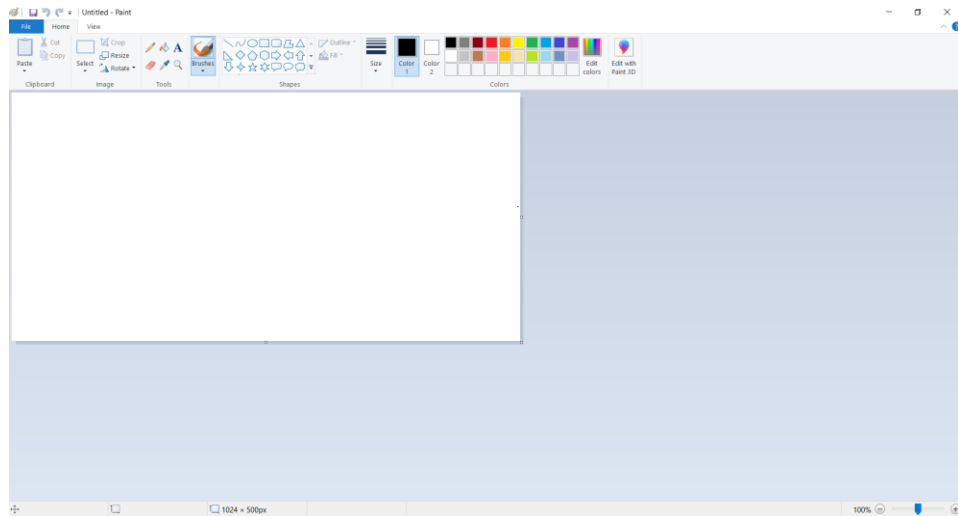 Untitled - Paint
File Home View
Cut
Copy
Paste
Clipboard
Crop
Resize
Rotate
Select
Image
Tools
Brushes
Outline
Fill
Shapes
Size
Color 1
Color 2
Edit colors
Colors
Edit with Paint 3D
1024 × 500px
100%